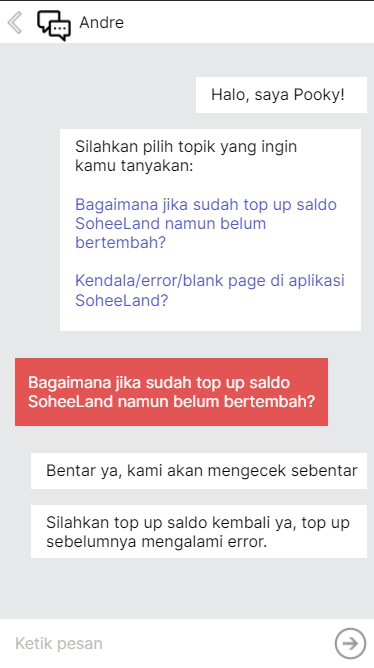 Andre
Halo, saya Pooky!
Silahkan pilih topik yang ingin
kamu tanyakan:
Bagaimana jika sudah top up saldo
SoheeLand namun belum
bertembah?
Kendala/error/blank page di aplikasi
SoheeLand?
Bagaimana jika sudah top up saldo
SoheeLand namun belum bertembah?
Bentar ya, kami akan mengecek sebentar
Silahkan top up saldo kembali ya, top up
sebelumnya mengalami error.
Ketik pesan